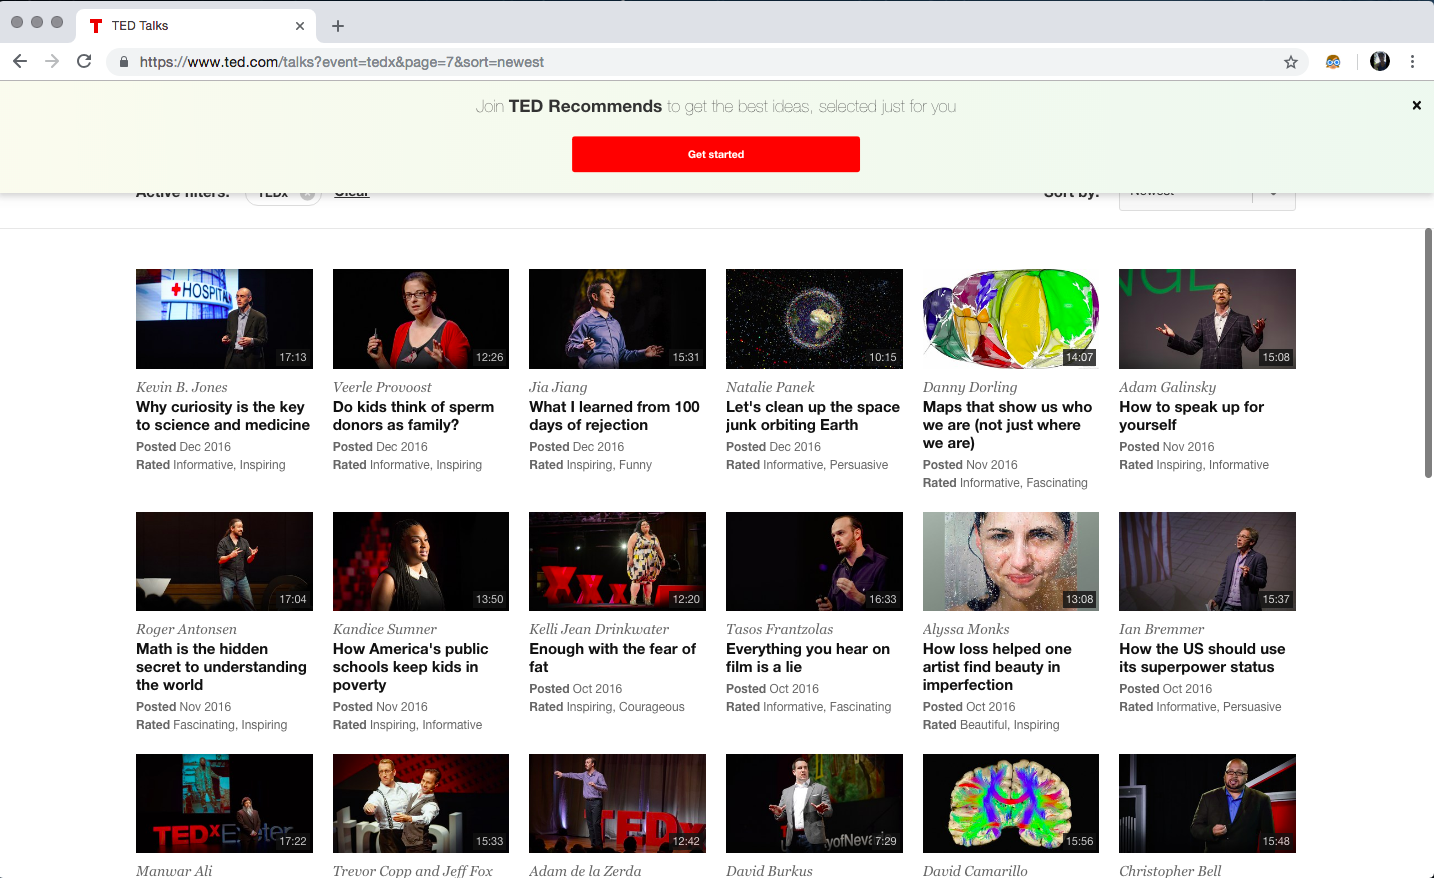 TED Talks
https://www.ted.com/talks?event=tedx&page=7&sort=newest
Join TED Recommends to get the best ideas, selected just for you
Get started
Active filters: TEDx Clear Sort by: Newest
HOSPITAL 17:13
12:26
15:31
10:15
14:07
NGE 15:08
Kevin B. Jones
Why curiosity is the key
to science and medicine
Posted Dec 2016
Rated Informative, Inspiring
Veerle Provoost
Do kids think of sperm
donors as family?
Posted Dec 2016
Rated Informative, Inspiring
Jia Jiang
What I learned from 100
days of rejection
Posted Dec 2016
Rated Inspiring, Funny
Natalie Panek
Let's clean up the space
junk orbiting Earth
Posted Dec 2016
Rated Informative, Persuasive
Danny Dorling
Maps that show us who
we are (not just where
we are)
Posted Nov 2016
Rated Informative, Fascinating
Adam Galinsky
How to speak up for
yourself
Posted Nov 2016
Rated Inspiring, Informative
17:04
13:50
12:20
16:33
13:08
15:37
Roger Antonsen
Math is the hidden
secret to understanding
the world
Posted Nov 2016
Rated Fascinating, Inspiring
Kandice Sumner
How America's public
schools keep kids in
poverty
Posted Nov 2016
Rated Inspiring, Informative
Kelli Jean Drinkwater
Enough with the fear of
fat
Posted Oct 2016
Rated Inspiring, Courageous
Tasos Frantzolas
Everything you hear on
film is a lie
Posted Oct 2016
Rated Informative, Fascinating
Alyssa Monks
How loss helped one
artist find beauty in
imperfection
Posted Oct 2016
Rated Beautiful, Inspiring
Ian Bremmer
How the US should use
its superpower status
Posted Oct 2016
Rated Informative, Persuasive
TEDxExeter 17:22
15:33
TEDx 12:42
yofNeva 7:29
15:56
15:48
Manwar Ali
Trevor Copp and Jeff Fox
Adam de la Zerda
David Burkus
David Camarillo
Christopher Bell